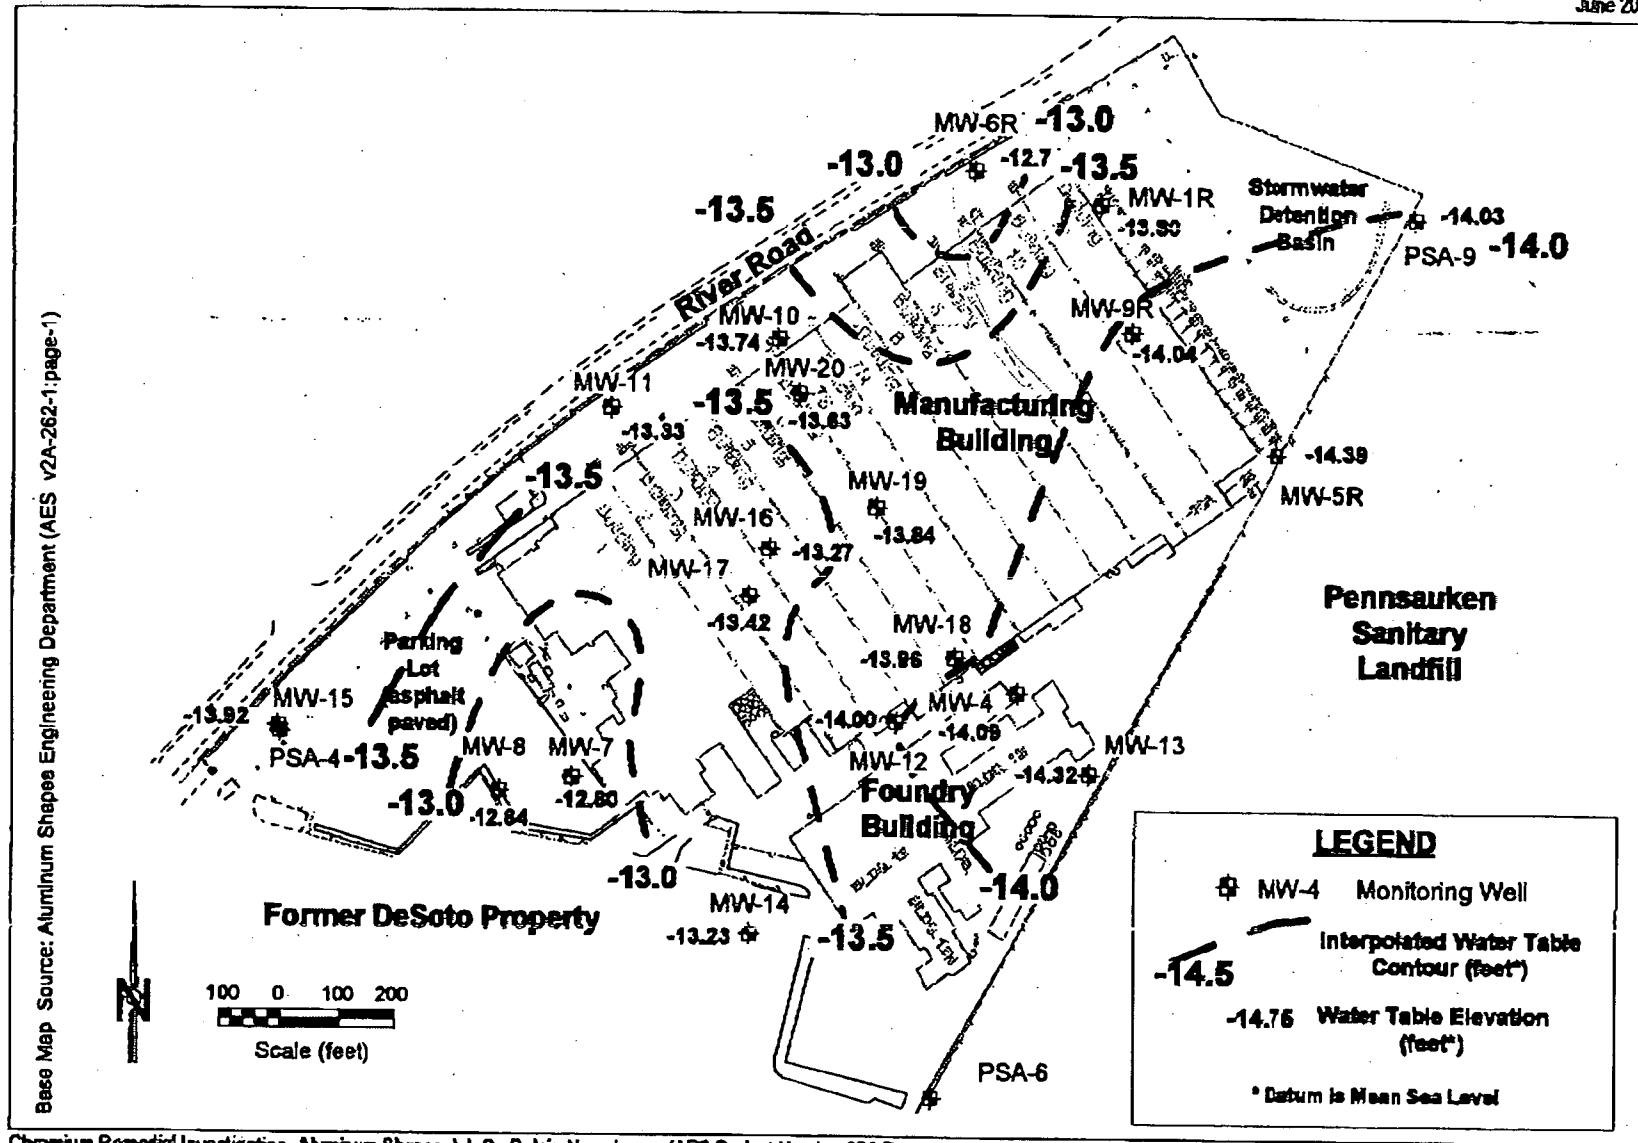 June 20
MW-6R
-13.0
-13.0
-12.7
-13.5
-13.5
MW-1R
-13.80
Stormwater
Detention
Basin
-14.03
PSA-9
-14.0
River Road
MW-10
-13.74
MW-9R
-14.04
MW-20
-13.63
MW-11
-13.33
-13.5
Manufacturing
Building
-13.5
-14.39
MW-5R
MW-19
-13.84
MW-16
-13.27
MW-17
-13.42
MW-18
-13.96
Pennsauken
Sanitary
Landfill
Parking
Lot
(asphalt
paved)
MW-15
-13.92
PSA-4
-13.5
MW-8
-12.84
MW-7
-12.80
-13.0
MW-4
-14.09
-14.00
MW-12
MW-13
-14.32
Foundry
Building
-13.0
-14.0
MW-14
-13.23
-13.5
Former DeSoto Property
PSA-6
N
100 0 100 200
Scale (feet)
LEGEND
MW-4 Monitoring Well
-14.5
Interpolated Water Table
Contour (feet*)
-14.75 Water Table Elevation
(feet*)
* Datum is Mean Sea Level
Base Map Source: Aluminum Shapes Engineering Department (AES v2A-262-1:page-1)